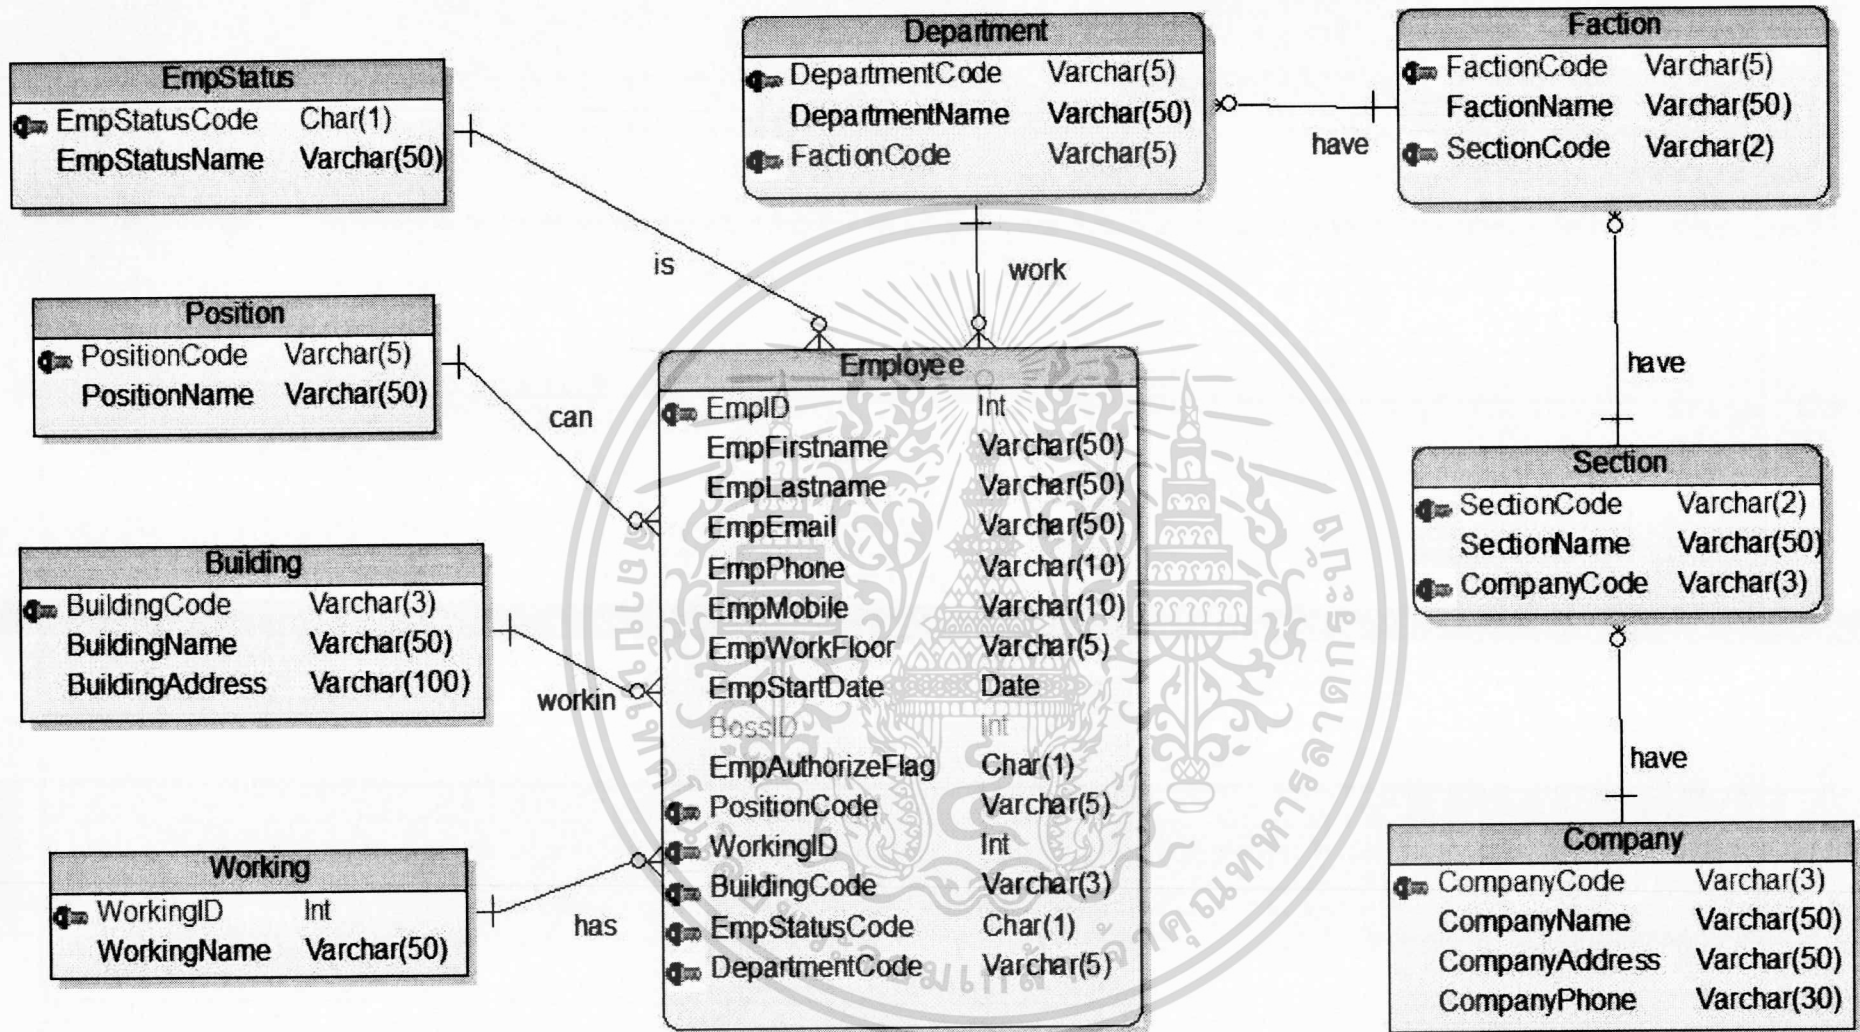 EmpStatus
EmpStatusCode Char(1)
EmpStatusName Varchar(50)
Department
DepartmentCode Varchar(5)
DepartmentName Varchar(50)
FactionCode Varchar(5)
have
Faction
FactionCode Varchar(5)
FactionName Varchar(50)
SectionCode Varchar(2)
is
work
have
Position
PositionCode Varchar(5)
PositionName Varchar(50)
can
Employee
EmpID Int
EmpFirstname Varchar(50)
EmpLastname Varchar(50)
EmpEmail Varchar(50)
EmpPhone Varchar(10)
EmpMobile Varchar(10)
EmpWorkFloor Varchar(5)
EmpStartDate Date
BossID Int
EmpAuthorizeFlag Char(1)
PositionCode Varchar(5)
WorkingID Int
BuildingCode Varchar(3)
EmpStatusCode Char(1)
DepartmentCode Varchar(5)
Section
SectionCode Varchar(2)
SectionName Varchar(50)
CompanyCode Varchar(3)
Building
BuildingCode Varchar(3)
BuildingName Varchar(50)
BuildingAddress Varchar(100)
workin
have
Working
WorkingID Int
WorkingName Varchar(50)
has
Company
CompanyCode Varchar(3)
CompanyName Varchar(50)
CompanyAddress Varchar(50)
CompanyPhone Varchar(30)